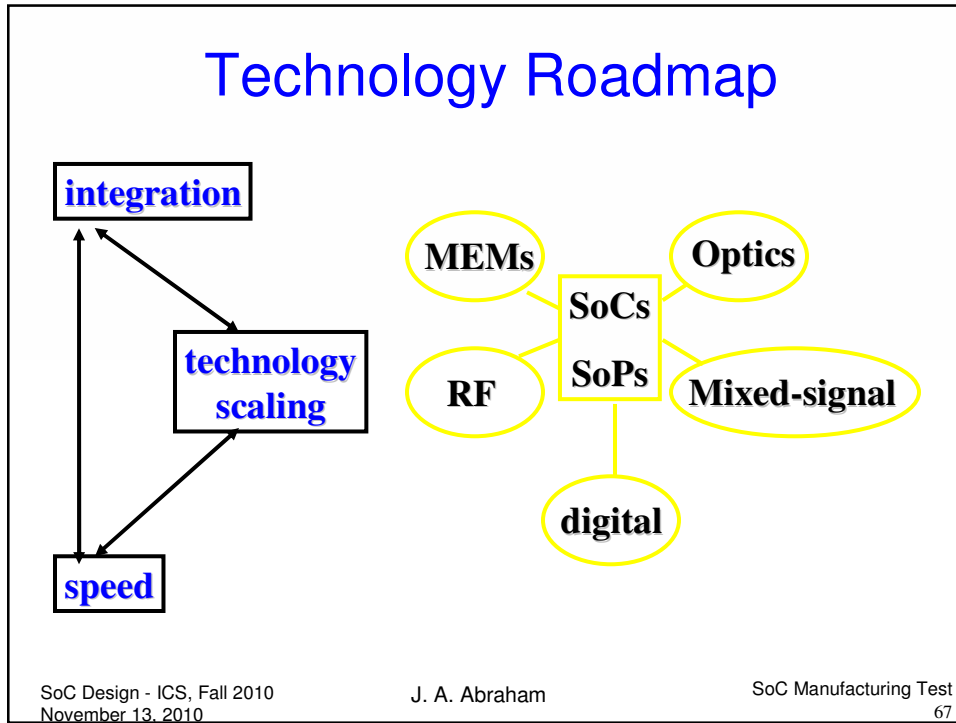 Technology Roadmap
integration
technology
scaling
speed
MEMs
Optics
SoCs
SoPs
RF
Mixed-signal
digital
SoC Design - ICS, Fall 2010
November 13, 2010
J. A. Abraham
SoC Manufacturing Test
67